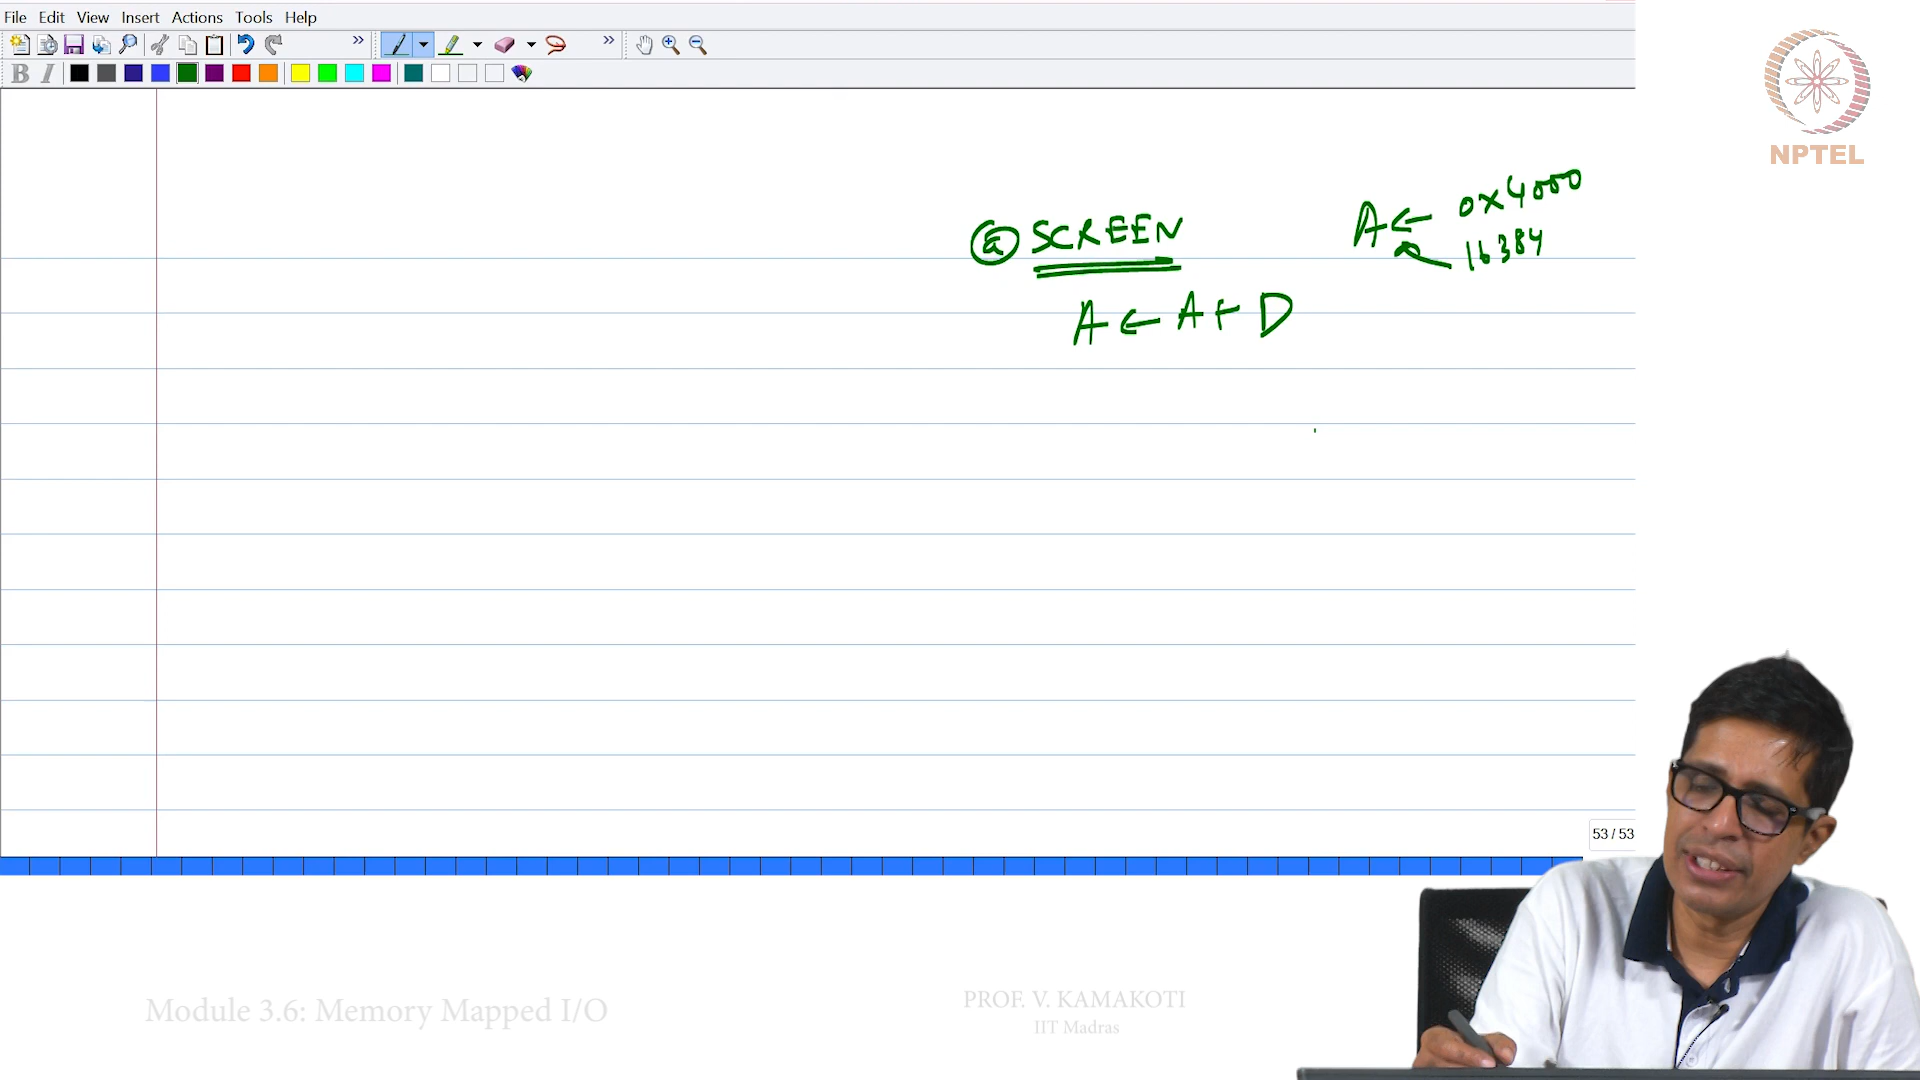 File Edit View Insert Actions Tools Help
B I
NPTEL
@ SCREEN
A ← 0x4000
16384
A ← A + D
53 / 53
Module 3.6: Memory Mapped I/O
PROF. V. KAMAKOTI
IIT Madras